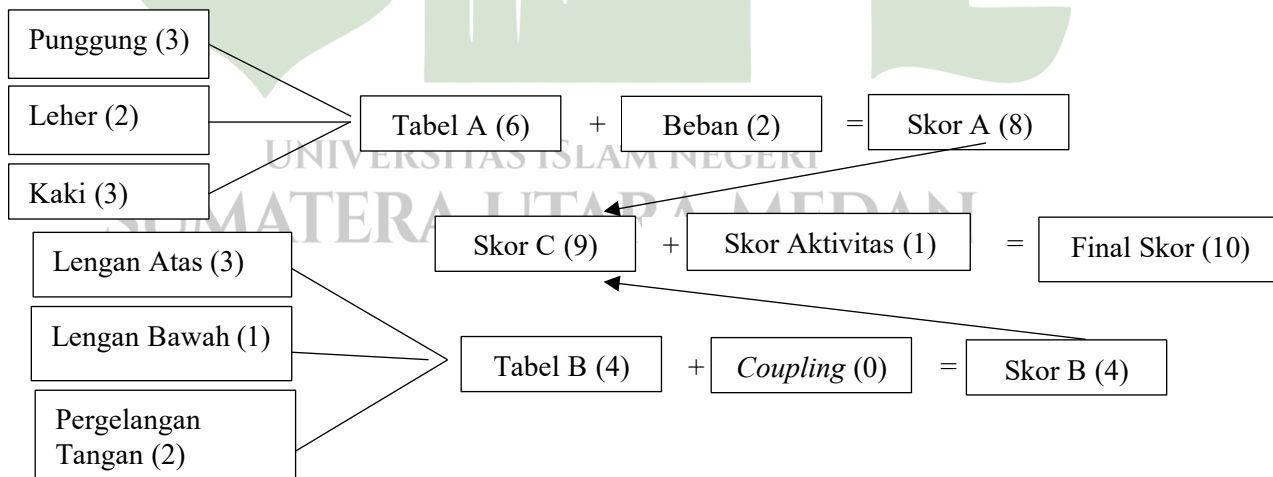 Punggung (3)
Leher (2)
Kaki (3)
Tabel A (6) + Beban (2) = Skor A (8)
UNIVERSITAS ISLAM NEGERI
SUMATERA UTARA MEDAN
Skor C (9) + Skor Aktivitas (1) = Final Skor (10)
Lengan Atas (3)
Lengan Bawah (1)
Pergelangan
Tangan (2)
Tabel B (4) + Coupling (0) = Skor B (4)